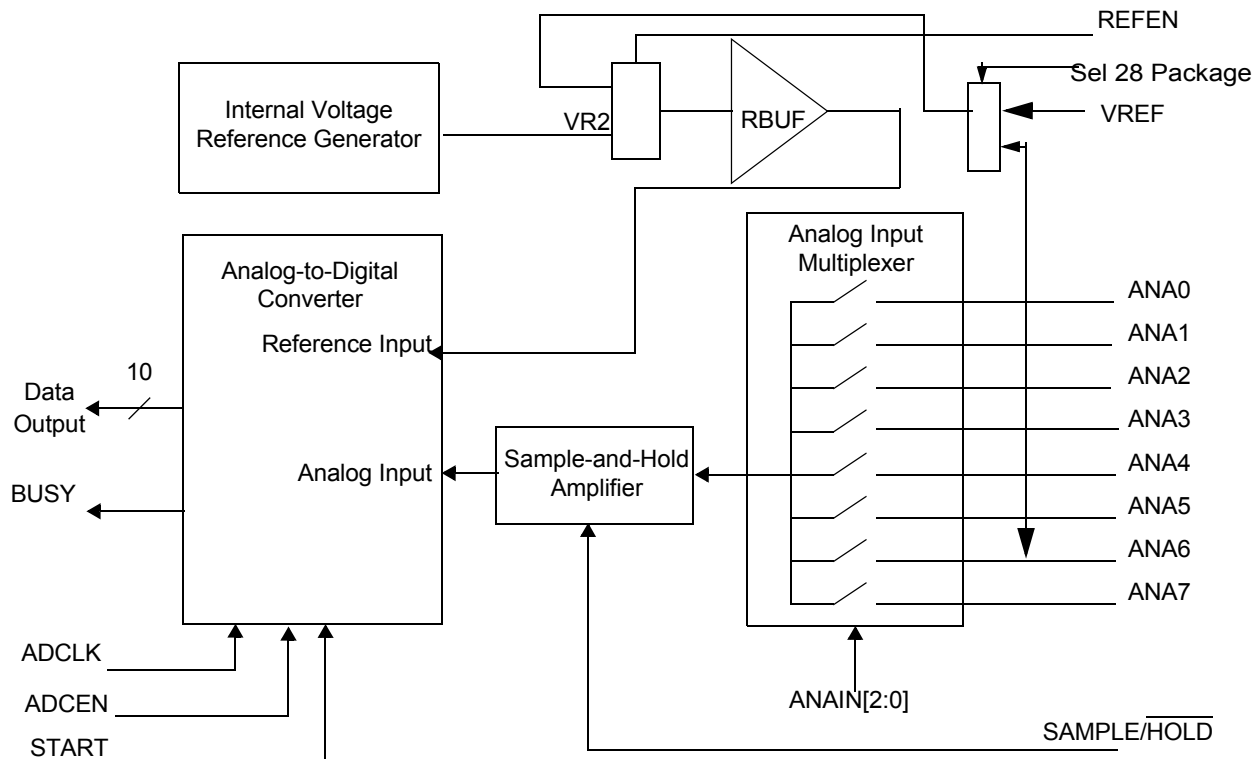 REFEN
Sel 28 Package
Internal Voltage
Reference Generator
VR2
RBUF
VREF
Analog-to-Digital
Converter
Reference Input
Analog Input
Multiplexer
ANA0
ANA1
ANA2
ANA3
ANA4
ANA5
ANA6
ANA7
10
Data
Output
Analog Input
Sample-and-Hold
Amplifier
BUSY
ADCLK
ADCEN
START
ANAIN[2:0]
SAMPLE/HOLD